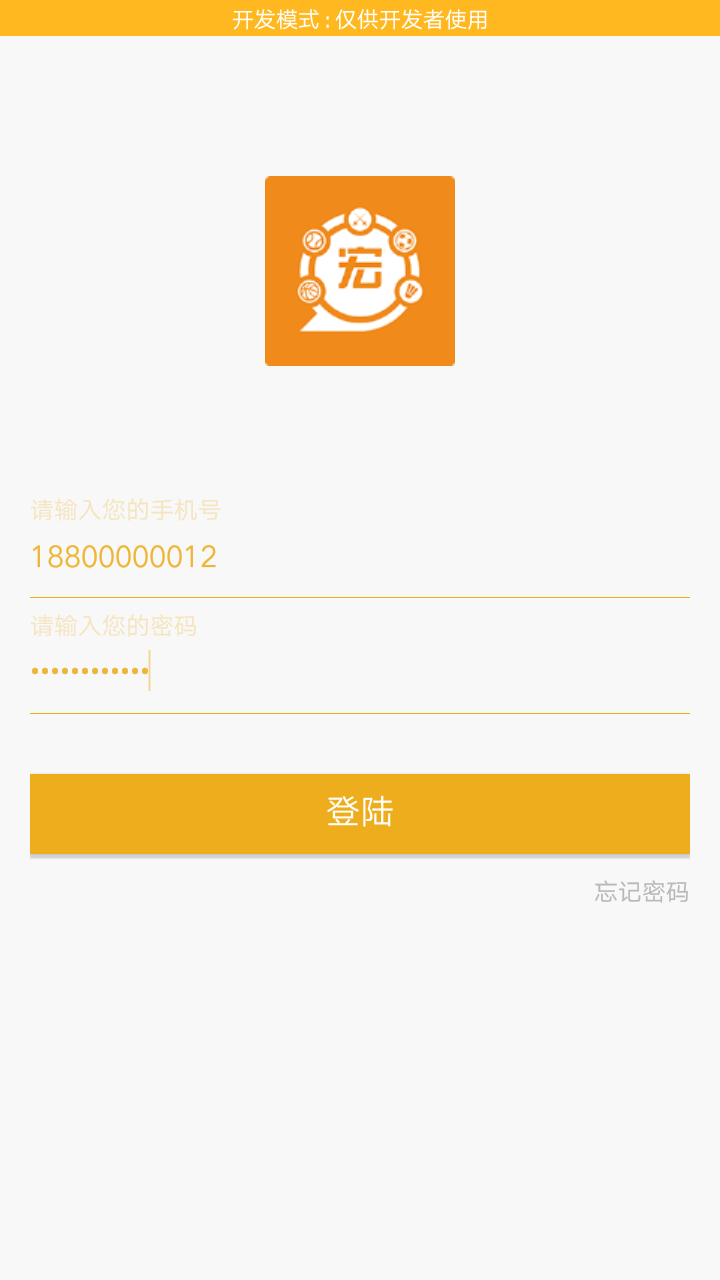 开发模式 : 仅供开发者使用
宏
请输入您的手机号
18800000012
请输入您的密码
••••••••••••
登陆
忘记密码